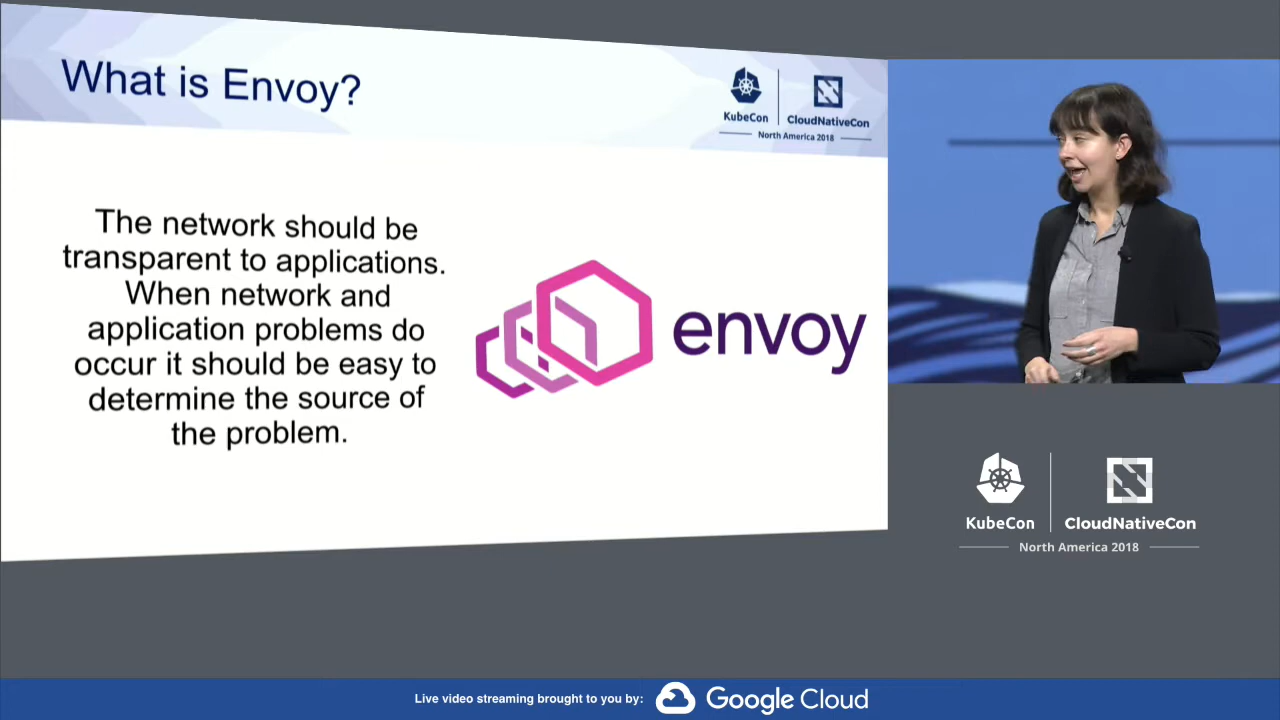 What is Envoy?
KubeCon
CloudNativeCon
North America 2018
The network should be
transparent to applications.
When network and
application problems do
occur it should be easy to
determine the source of
the problem.
envoy
KubeCon
CloudNativeCon
North America 2018
Live video streaming brought to you by:
Google Cloud